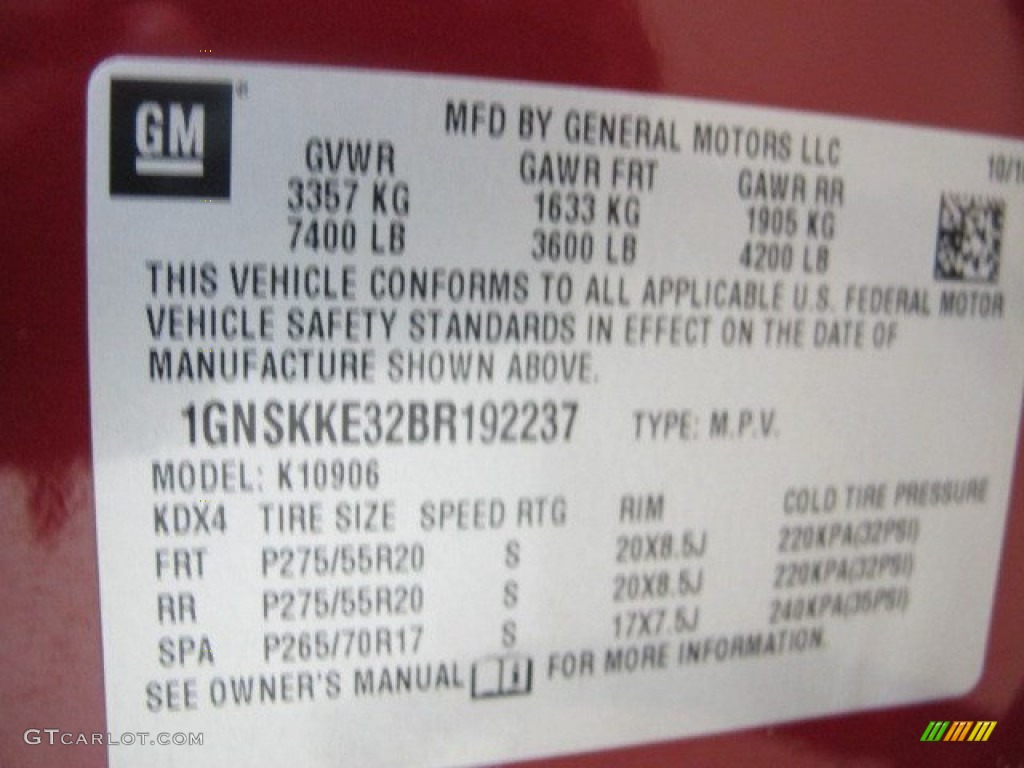 GM®
MFD BY GENERAL MOTORS LLC
GVWR GAWR FRT GAWR RR
3357 KG 1633 KG 1905 KG
7400 LB 3600 LB 4200 LB
THIS VEHICLE CONFORMS TO ALL APPLICABLE U.S. FEDERAL MOTOR
VEHICLE SAFETY STANDARDS IN EFFECT ON THE DATE OF
MANUFACTURE SHOWN ABOVE.
1GNSKKE32BR192237 TYPE: M.P.V.
MODEL: K10906
KDX4 TIRE SIZE SPEED RTG RIM COLD TIRE PRESSURE
FRT P275/55R20 S 20X8.5J 220KPA(32PSI)
RR P275/55R20 S 20X8.5J 220KPA(32PSI)
SPA P265/70R17 S 17X7.5J 240KPA(35PSI)
SEE OWNER'S MANUAL FOR MORE INFORMATION.
GTcarlot.com